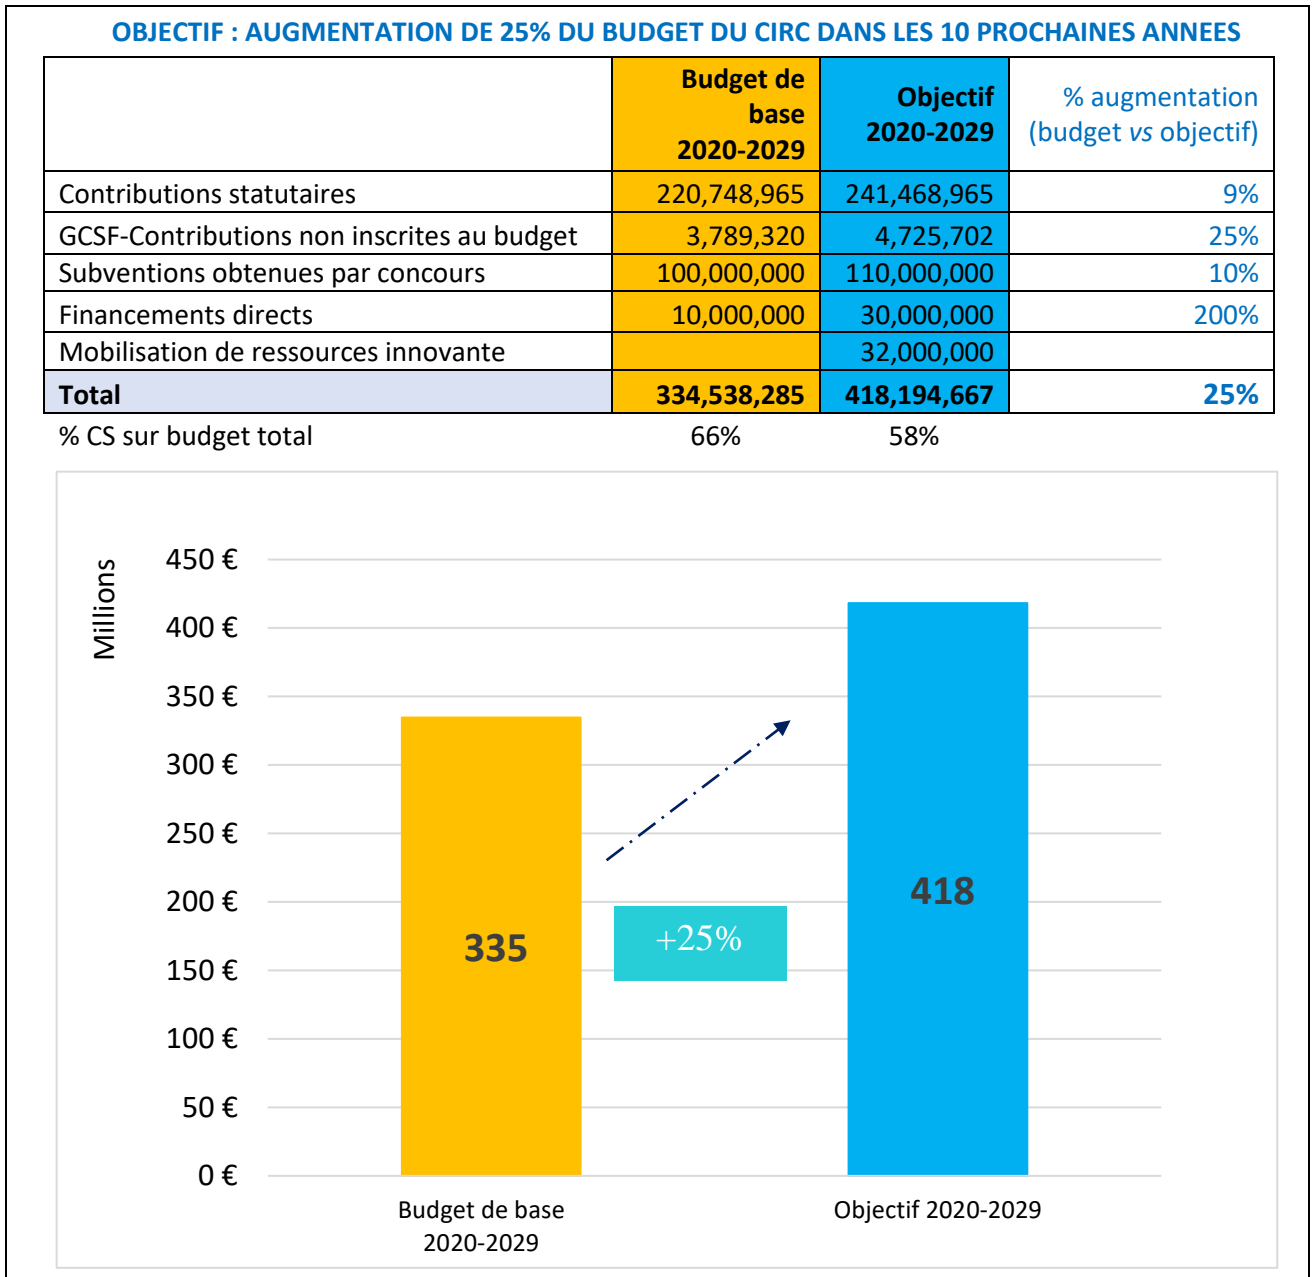 OBJECTIF : AUGMENTATION DE 25% DU BUDGET DU CIRC DANS LES 10 PROCHAINES ANNEES
Budget de base 2020-2029 Objectif 2020-2029 % augmentation (budget vs objectif)
Contributions statutaires 220,748,965 241,468,965 9%
GCSF-Contributions non inscrites au budget 3,789,320 4,725,702 25%
Subventions obtenues par concours 100,000,000 110,000,000 10%
Financements directs 10,000,000 30,000,000 200%
Mobilisation de ressources innovante 32,000,000
Total 334,538,285 418,194,667 25%
% CS sur budget total 66% 58%
Millions
450 €
400 €
350 €
300 €
250 €
200 €
150 €
100 €
50 €
0 €
335
+25%
418
Budget de base
2020-2029
Objectif 2020-2029